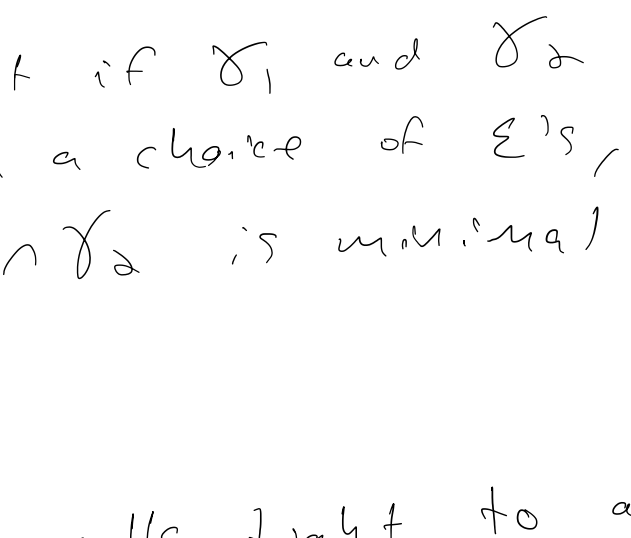 t if γ₁ and γ₂
a choice of ε's,
∩ γ₂ is minimal
to a